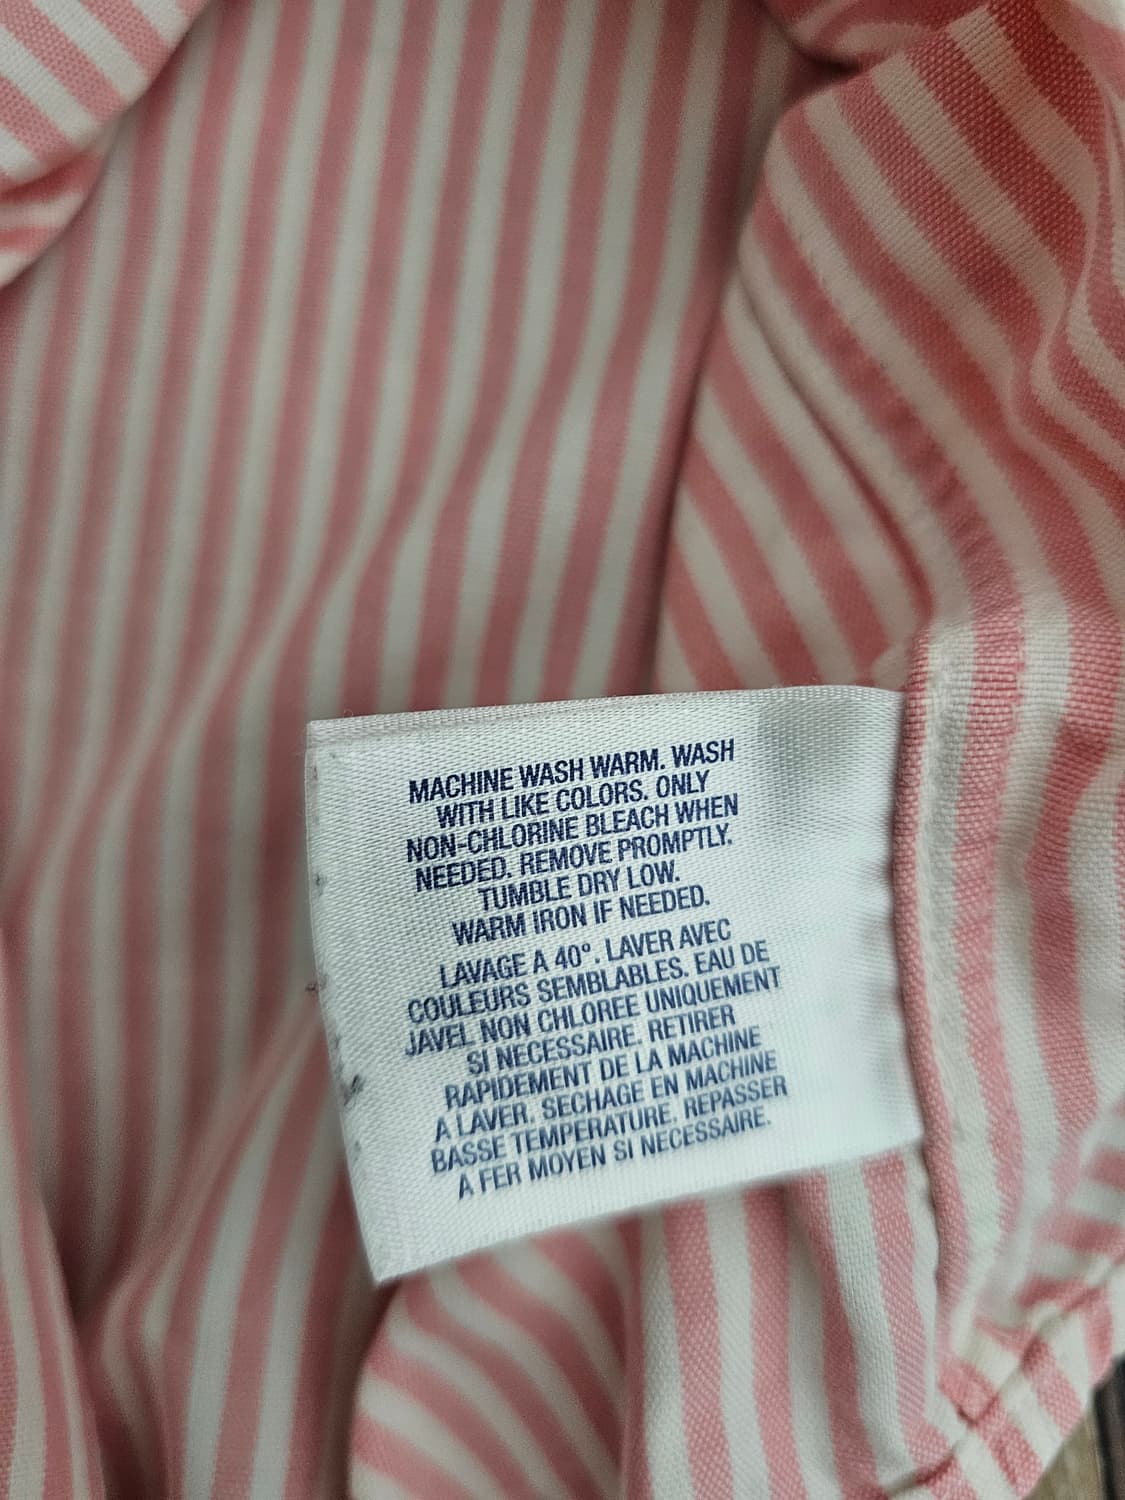 MACHINE WASH WARM. WASH
WITH LIKE COLORS. ONLY
NON-CHLORINE BLEACH WHEN
NEEDED. REMOVE PROMPTLY.
TUMBLE DRY LOW.
WARM IRON IF NEEDED.
LAVAGE A 40°. LAVER AVEC
COULEURS SEMBLABLES. EAU DE
JAVEL NON CHLOREE UNIQUEMENT
SI NECESSAIRE. RETIRER
RAPIDEMENT DE LA MACHINE
A LAVER. SECHAGE EN MACHINE
BASSE TEMPERATURE. REPASSER
A FER MOYEN SI NECESSAIRE.